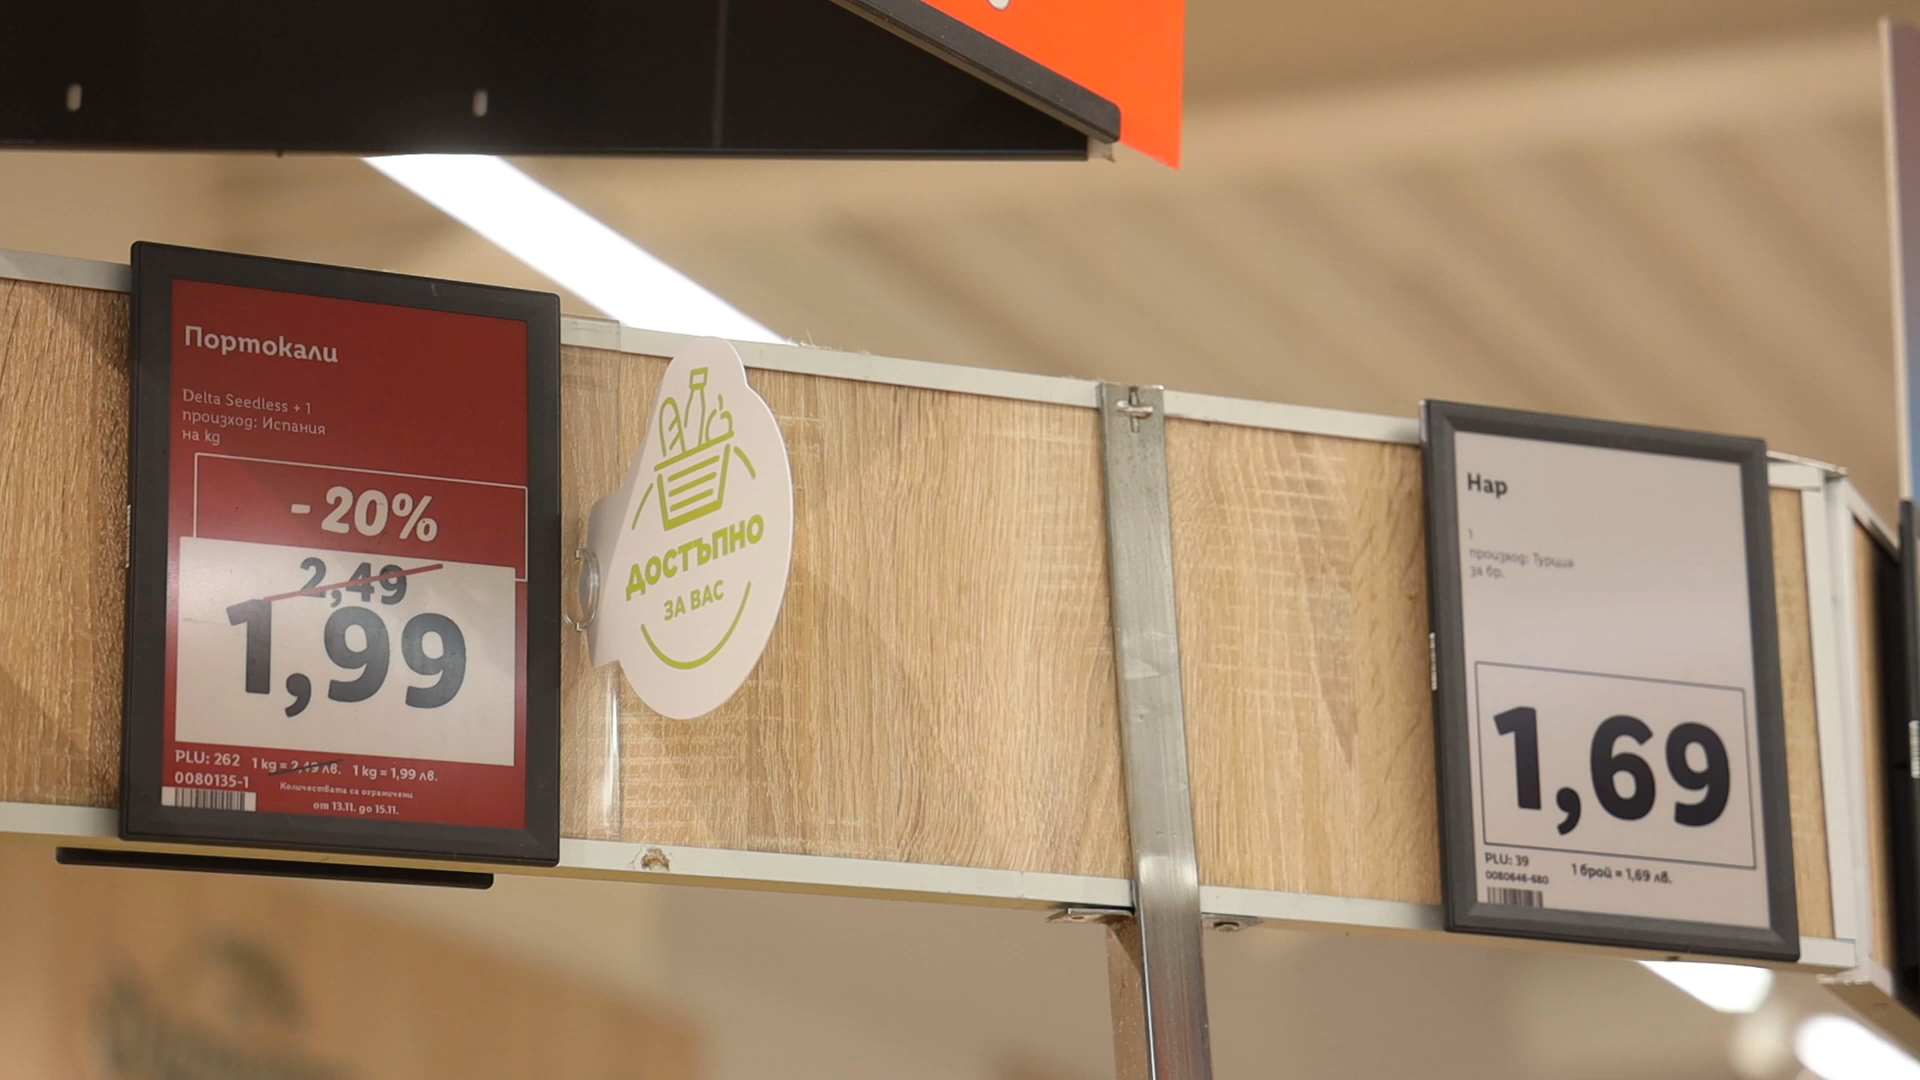 Портокали
Delta Seedless + 1
произход: Испания
на kg
- 20%
2,49
1,99
PLU: 262 1 kg = 2,49 лв. 1 kg = 1,99 лв.
0080135-1
Количествата са ограничени
от 13.11. до 15.11.
ДОСТЪПНО
ЗА ВАС
Нар
1
произход: Турция
за бр.
1,69
PLU: 39 1 брой = 1,69 лв.
0080646-680